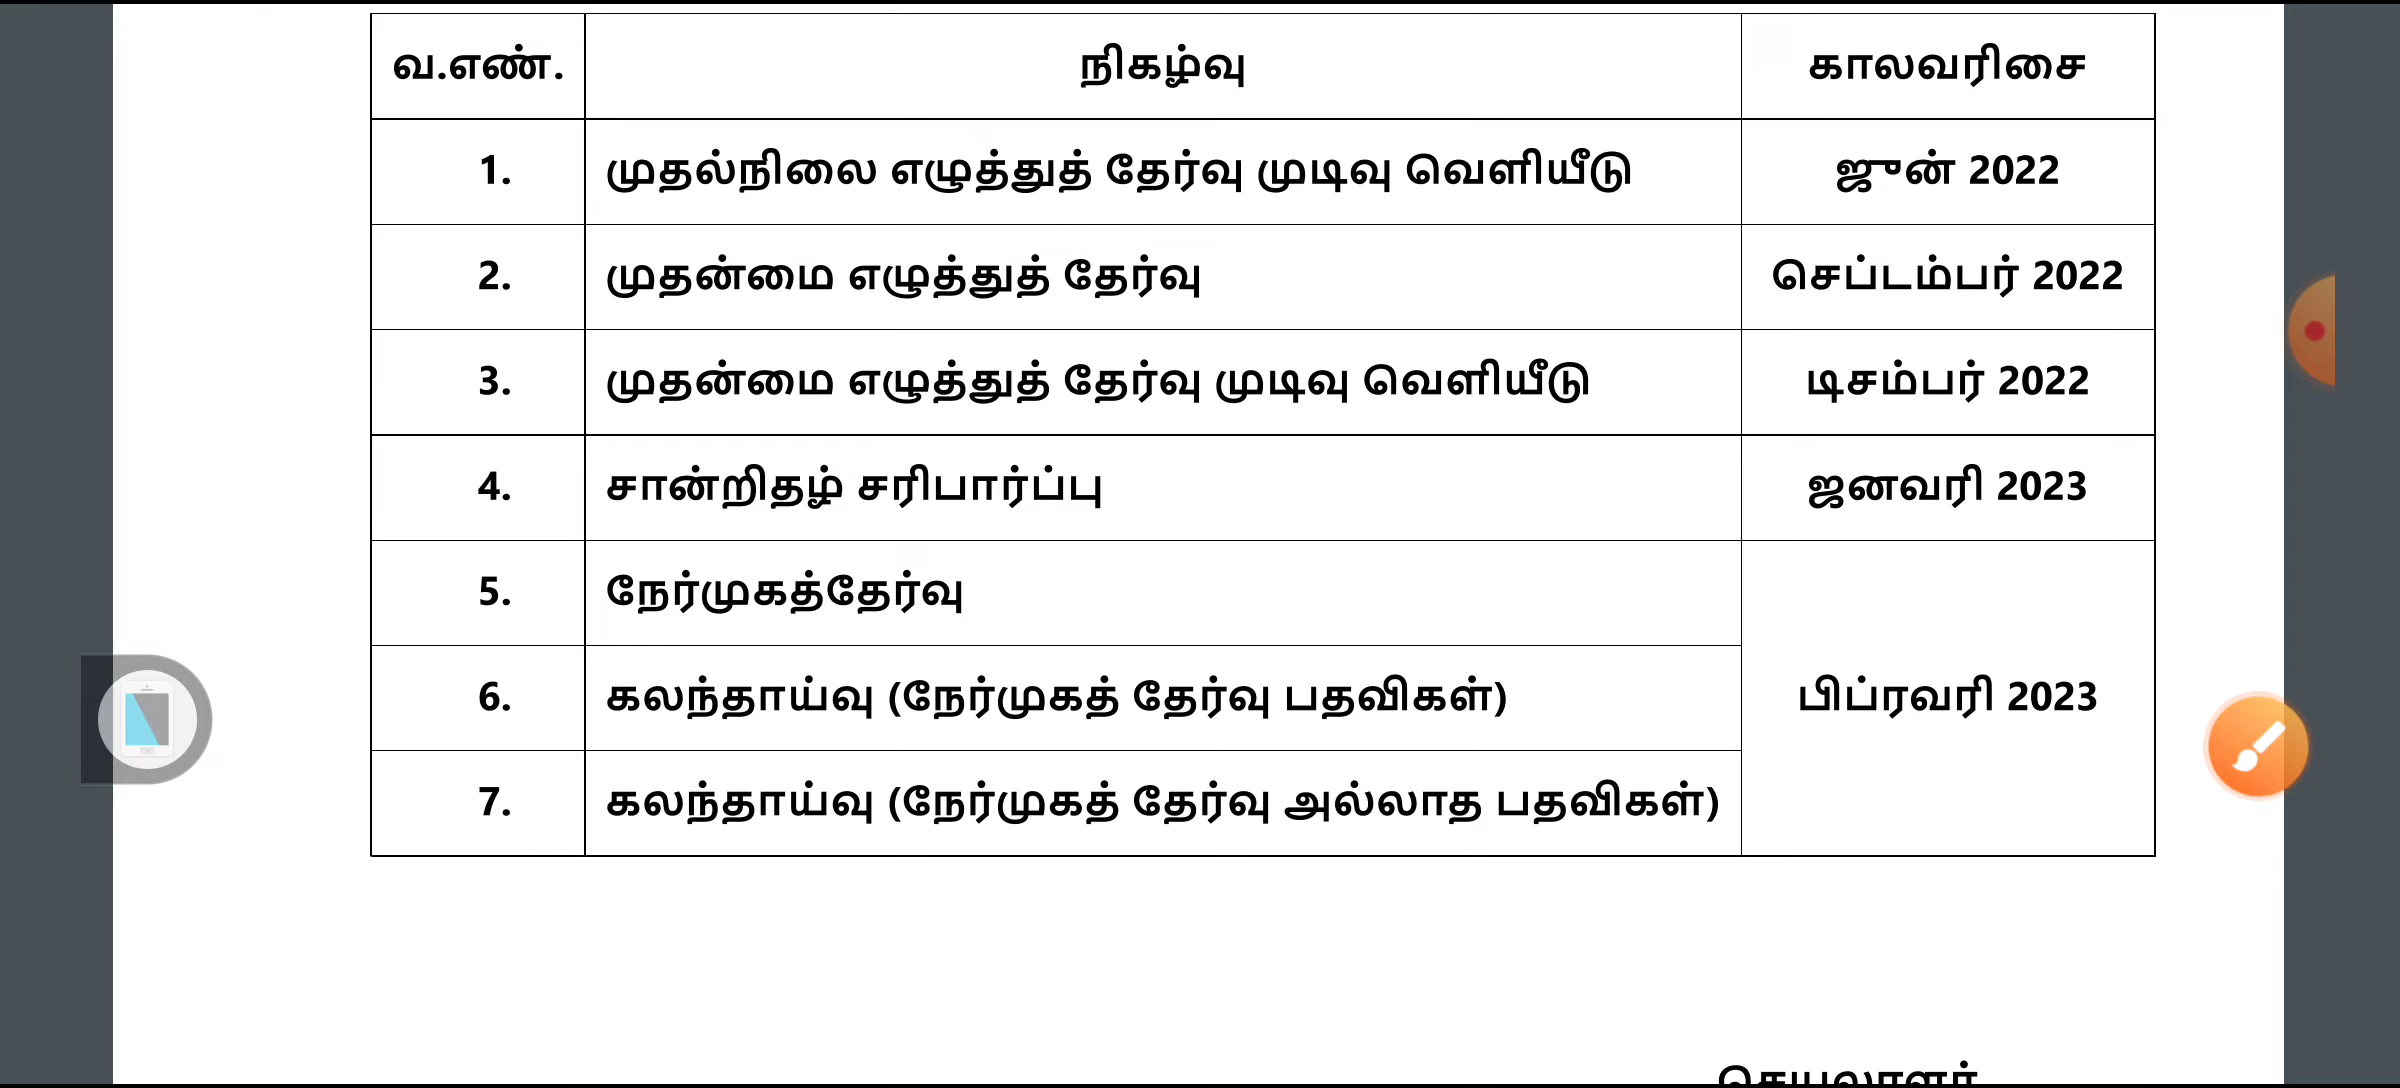 வ.எண். நிகழ்வு காலவரிசை
1. முதல்நிலை எழுத்துத் தேர்வு முடிவு வெளியீடு ஜுன் 2022
2. முதன்மை எழுத்துத் தேர்வு செப்டம்பர் 2022
3. முதன்மை எழுத்துத் தேர்வு முடிவு வெளியீடு டிசம்பர் 2022
4. சான்றிதழ் சரிபார்ப்பு ஜனவரி 2023
5. நேர்முகத்தேர்வு
6. கலந்தாய்வு (நேர்முகத் தேர்வு பதவிகள்) பிப்ரவரி 2023
7. கலந்தாய்வு (நேர்முகத் தேர்வு அல்லாத பதவிகள்)
செயலாளர்